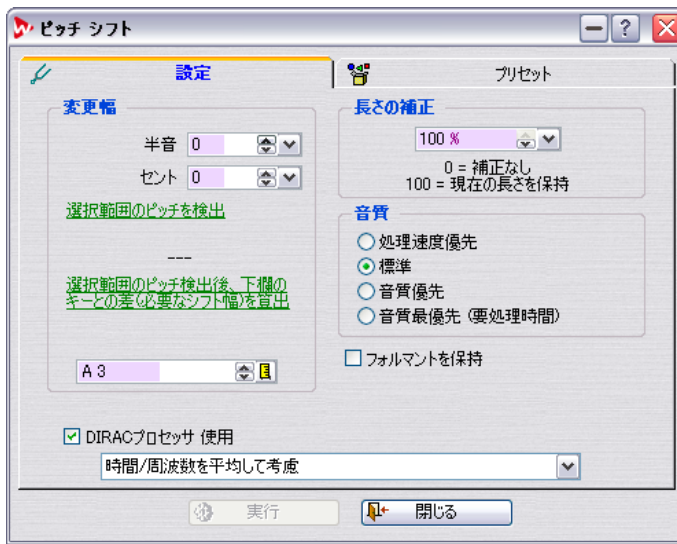 ピッチ シフト
設定
プリセット
変更幅
半音 0
セント 0
選択範囲のピッチを検出
---
選択範囲のピッチ検出後、下欄の
キーとの差(必要なシフト幅)を算出
A 3
長さの補正
100 %
0 = 補正なし
100 = 現在の長さを保持
音質
処理速度優先
標準
音質優先
音質最優先 (要処理時間)
フォルマントを保持
DIRACプロセッサ 使用
時間/周波数を平均して考慮
実行
閉じる